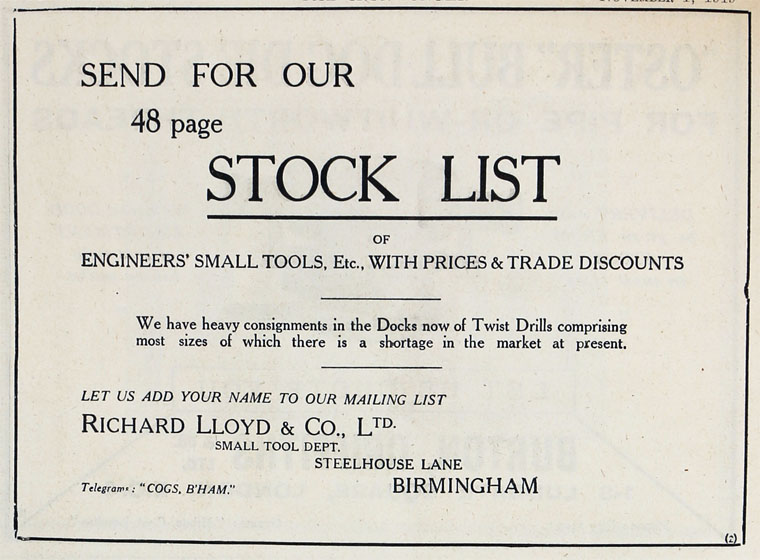 SEND FOR OUR
48 page
STOCK LIST
OF
ENGINEERS' SMALL TOOLS, Etc., WITH PRICES & TRADE DISCOUNTS
We have heavy consignments in the Docks now of Twist Drills comprising
most sizes of which there is a shortage in the market at present.
LET US ADD YOUR NAME TO OUR MAILING LIST
RICHARD LLOYD & CO., LTD.
SMALL TOOL DEPT.
STEELHOUSE LANE
Telegrams: "COGS, B'HAM."
BIRMINGHAM
(2)